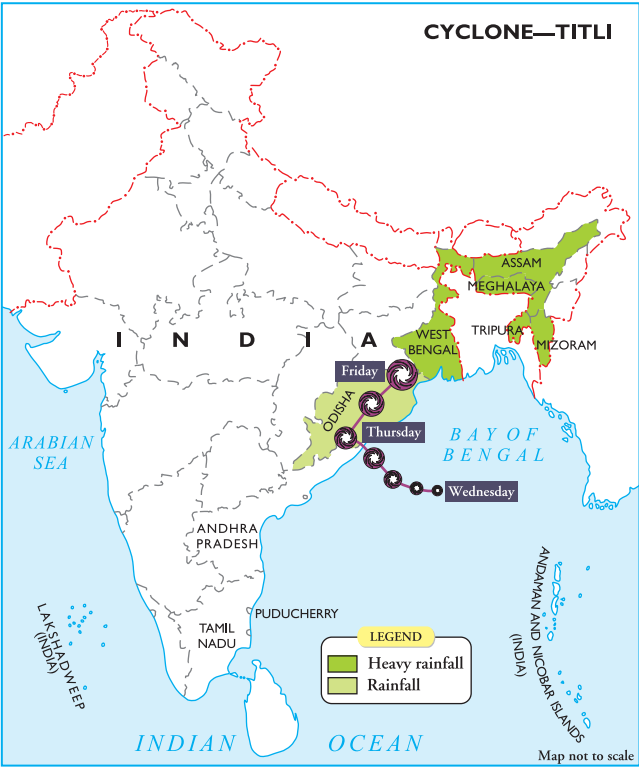 CYCLONE—TITLI
ASSAM
MEGHALAYA
I N D I A
WEST
BENGAL
TRIPURA
MIZORAM
Friday
ODISHA
Thursday
ARABIAN
SEA
BAY OF
BENGAL
Wednesday
ANDHRA
PRADESH
LAKSHADWEEP
(INDIA)
PUDUCHERRY
TAMIL
NADU
ANDAMAN AND NICOBAR ISLANDS
(INDIA)
LEGEND
Heavy rainfall
Rainfall
INDIAN OCEAN
Map not to scale